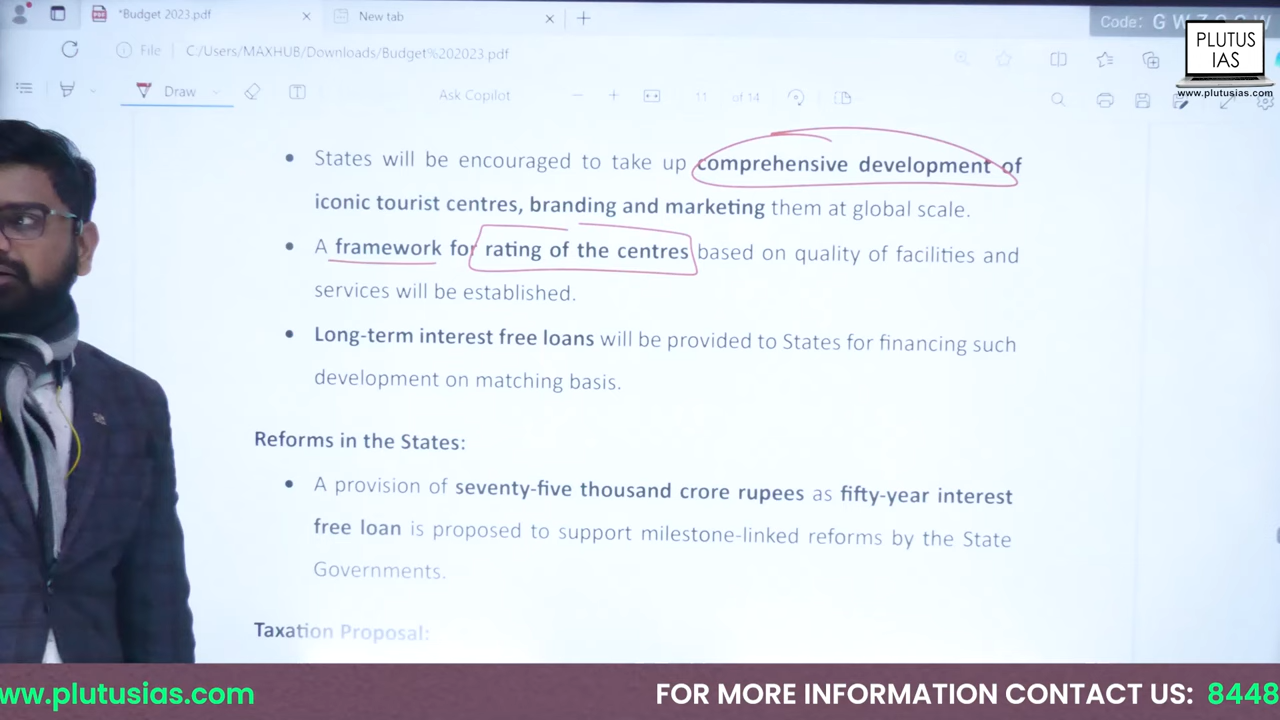 *Budget 2023.pdf
New tab
Code: G W
File
C:/Users/MAXHUB/Downloads/Budget%202023.pdf
PLUTUS
IAS
www.plutusias.com
Draw
Ask Copilot
11 of 14
States will be encouraged to take up comprehensive development of
iconic tourist centres, branding and marketing them at global scale.
A framework for rating of the centres based on quality of facilities and
services will be established.
Long-term interest free loans will be provided to States for financing such
development on matching basis.
Reforms in the States:
A provision of seventy-five thousand crore rupees as fifty-year interest
free loan is proposed to support milestone-linked reforms by the State
Governments.
Taxation Proposal:
ww.plutusias.com
FOR MORE INFORMATION CONTACT US: 8448